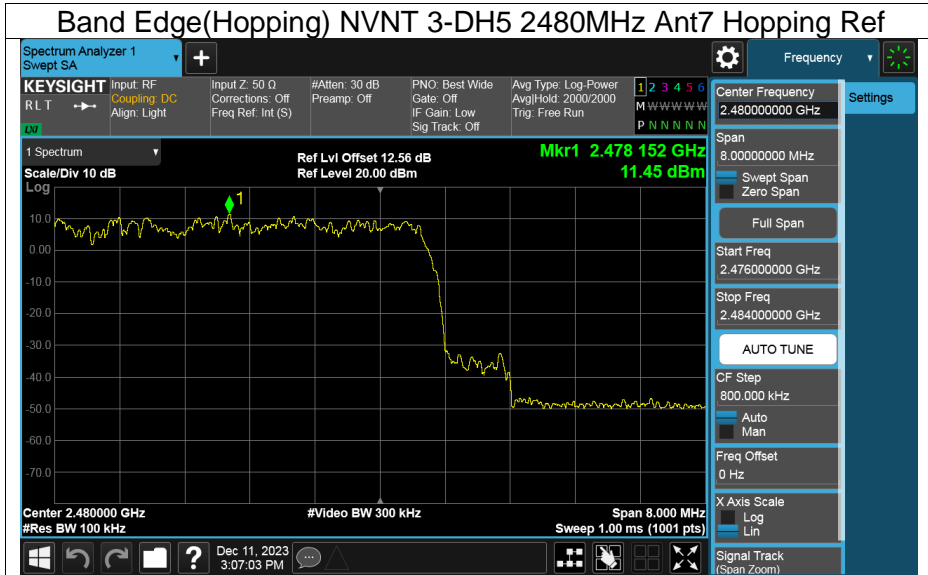 Band Edge(Hopping) NVNT 3-DH5 2480MHz Ant7 Hopping Ref
Spectrum Analyzer 1
Swept SA
+
Frequency
KEYSIGHT
RLT
LXI
Input: RF
Coupling: DC
Align: Light
Input Z: 50 Ω
Corrections: Off
Freq Ref: Int (S)
#Atten: 30 dB
Preamp: Off
PNO: Best Wide
Gate: Off
IF Gain: Low
Sig Track: Off
Avg Type: Log-Power
Avg|Hold: 2000/2000
Trig: Free Run
1 2 3 4 5 6
M W W W W W
P N N N N N
1 Spectrum
Scale/Div 10 dB
Ref Lvl Offset 12.56 dB
Ref Level 20.00 dBm
Mkr1 2.478 152 GHz
11.45 dBm
Log
1
10.0
0.00
-10.0
-20.0
-30.0
-40.0
-50.0
-60.0
-70.0
Center 2.480000 GHz
#Res BW 100 kHz
#Video BW 300 kHz
Span 8.000 MHz
Sweep 1.00 ms (1001 pts)
?
Dec 11, 2023
3:07:03 PM
Center Frequency
2.480000000 GHz
Settings
Span
8.00000000 MHz
Swept Span
Zero Span
Full Span
Start Freq
2.476000000 GHz
Stop Freq
2.484000000 GHz
AUTO TUNE
CF Step
800.000 kHz
Auto
Man
Freq Offset
0 Hz
X Axis Scale
Log
Lin
Signal Track
(Span Zoom)